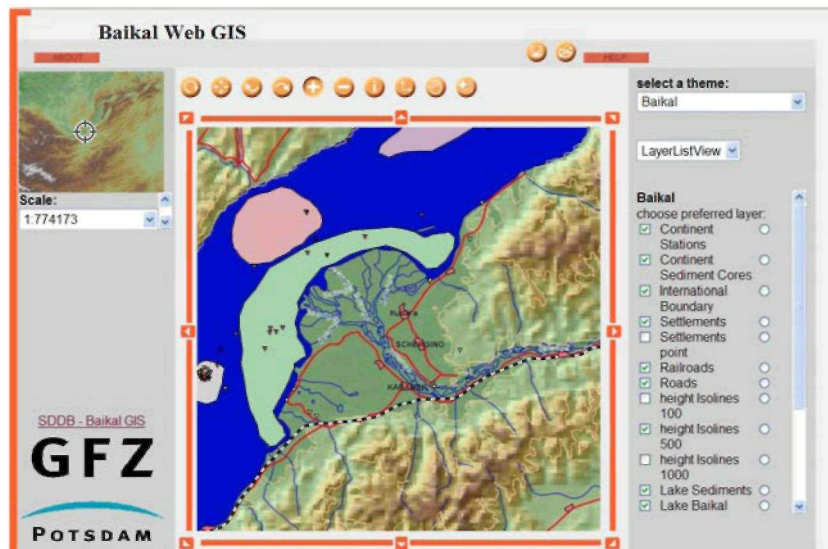 Baikal Web GIS
ABOUT
HELP
select a theme:
Baikal
LayerListView
Scale:
1:774173
Baikal
choose preferred layer:
Continent
Stations
Continent
Sediment Cores
International
Boundary
Settlements
Settlements
point
Railroads
Roads
height Isolines
100
height Isolines
500
height Isolines
1000
Lake Sediments
Lake Baikal
SDDB - Baikal GIS
GFZ
POTSDAM